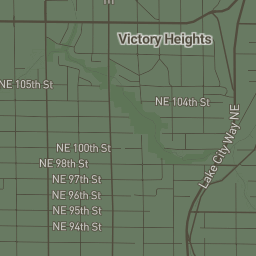 Victory Heights
NE 105th St
NE 104th St
NE 100th St
NE 98th St
NE 97th St
NE 96th St
NE 95th St
NE 94th St
Lake City Way NE